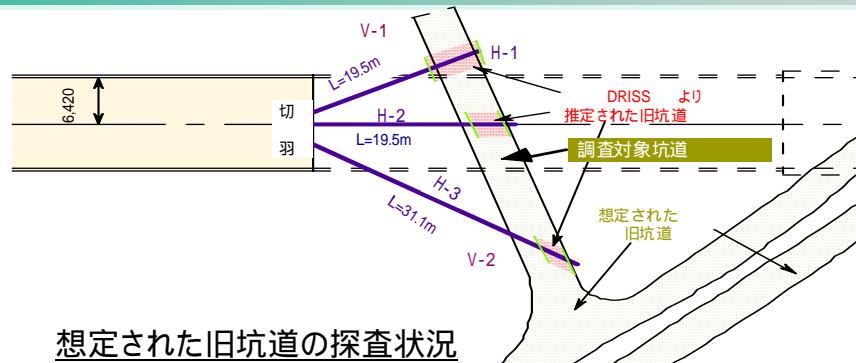 V-1
H-1
L=19.5m
6,420
切
羽
DRISS より
推定された旧坑道
H-2
L=19.5m
調査対象坑道
H-3
L=31.1m
想定された
旧坑道
V-2
想定された旧坑道の探査状況